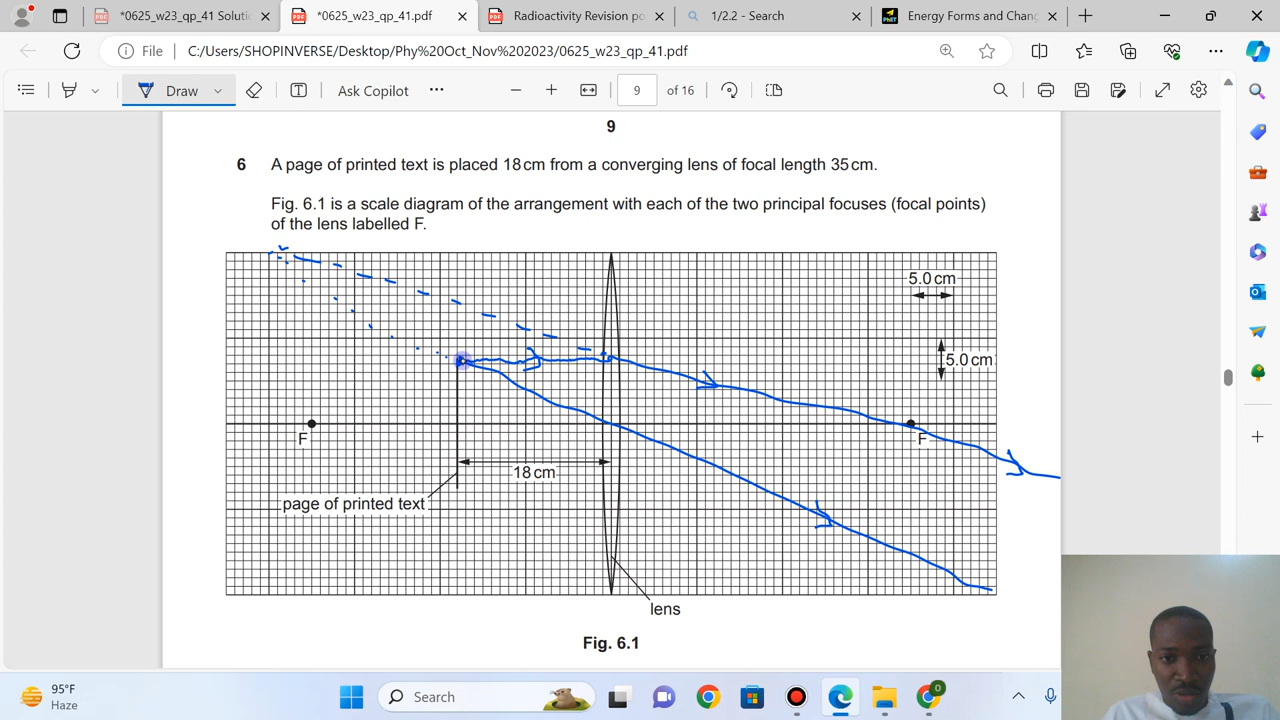 *0625_w23_qp_41 Soluti
*0625_w23_qp_41.pdf
Radioactivity Revision po
1/2.2 - Search
Energy Forms and Chang
PhET
File
C:/Users/SHOPINVERSE/Desktop/Phy%20Oct_Nov%202023/0625_w23_qp_41.pdf
Draw
Ask Copilot
9
of 16
9
6 A page of printed text is placed 18 cm from a converging lens of focal length 35 cm.
Fig. 6.1 is a scale diagram of the arrangement with each of the two principal focuses (focal points)
of the lens labelled F.
5.0 cm
5.0 cm
F
F
18 cm
page of printed text
lens
Fig. 6.1
95°F
Haze
Search
0